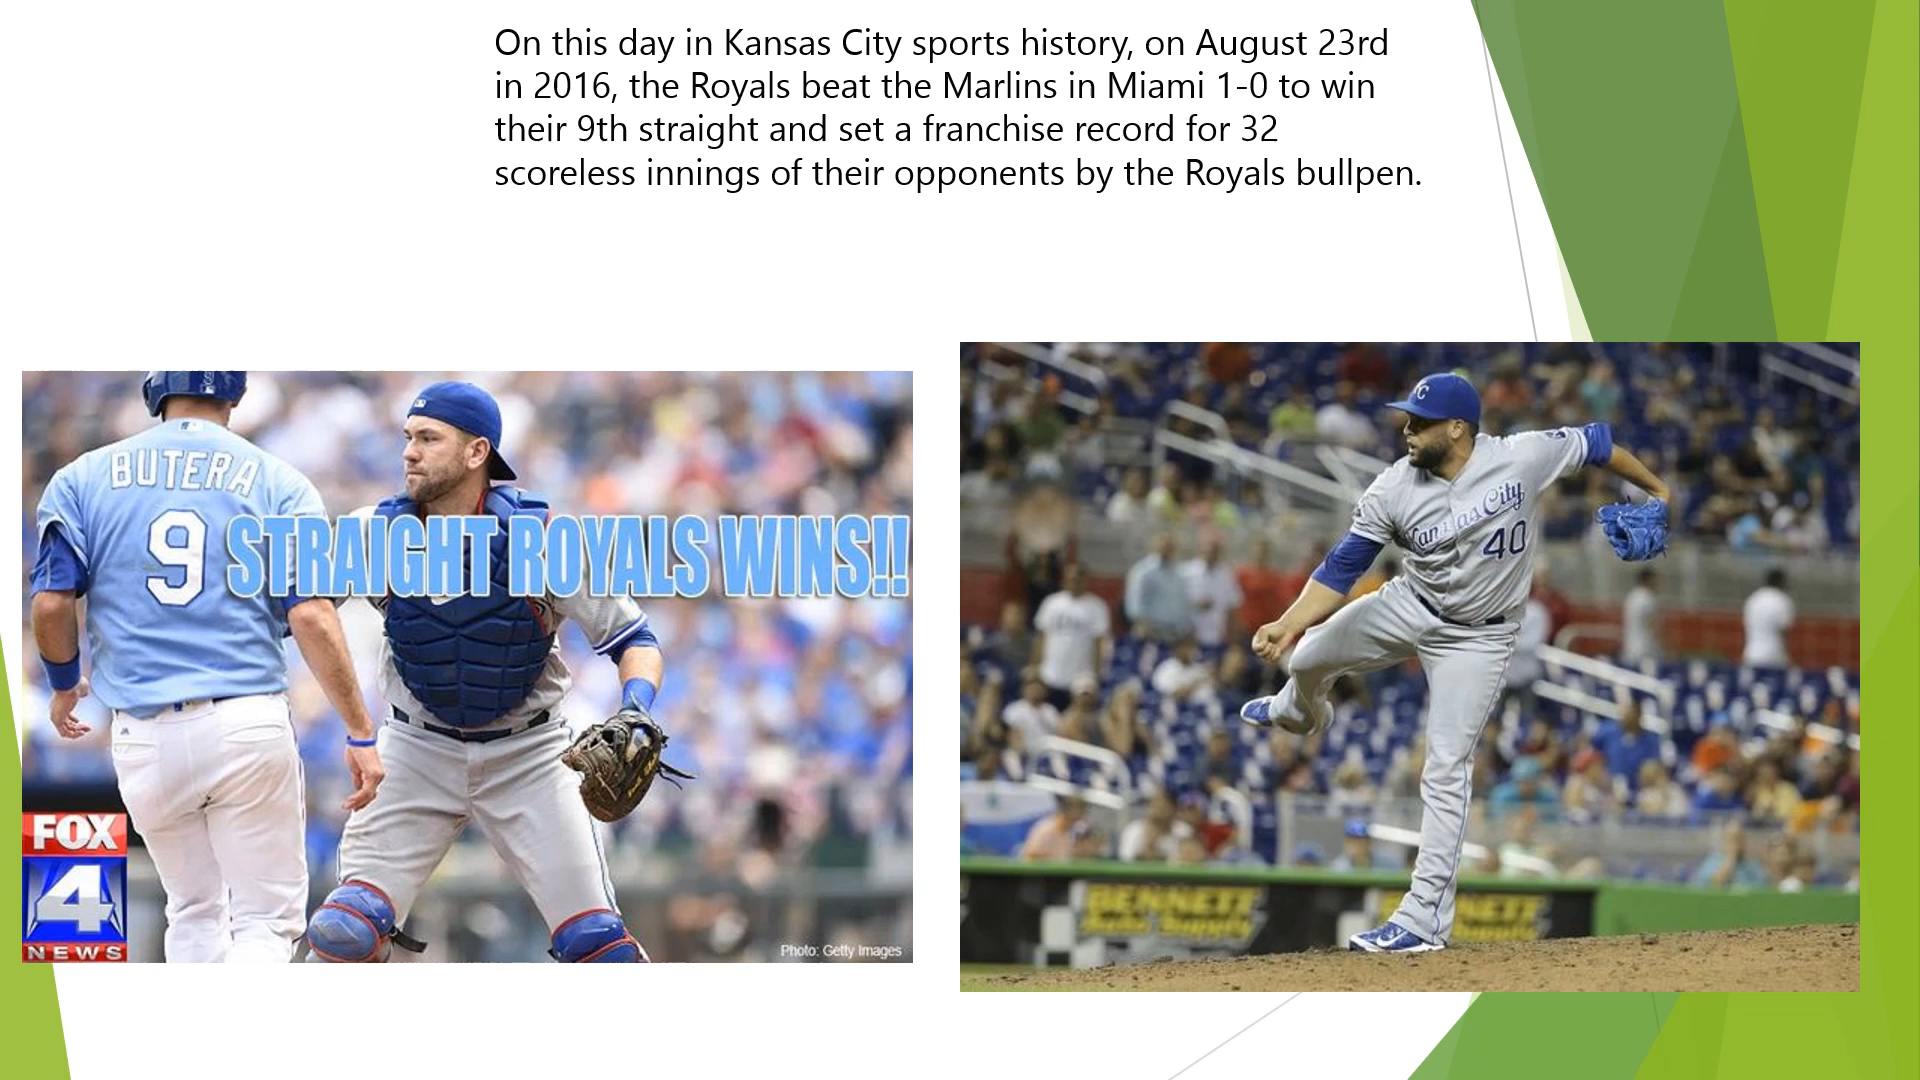 On this day in Kansas City sports history, on August 23rd
in 2016, the Royals beat the Marlins in Miami 1-0 to win
their 9th straight and set a franchise record for 32
scoreless innings of their opponents by the Royals bullpen.
BUTERA
9 STRAIGHT ROYALS WINS!!
FOX
4
NEWS
Photo: Getty Images
KC
Kansas City
40
BENNETT
Auto Supply